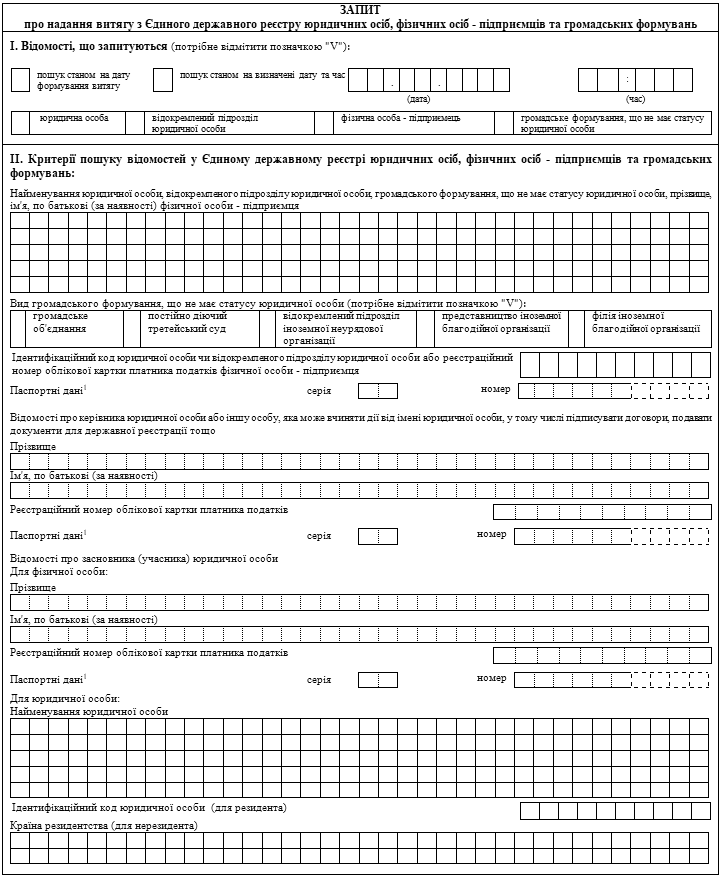 ЗАПИТ
про надання витягу з Єдиного державного реєстру юридичних осіб, фізичних осіб - підприємців та громадських формувань
І. Відомості, що запитуються (потрібне відмітити позначкою "V"):
пошук станом на дату
формування витягу
пошук станом на визначені дату та час
(дата)
(час)
юридична особа
відокремлений підрозділ
юридичної особи
фізична особа - підприємець
громадське формування, що не має статусу
юридичної особи
ІІ. Критерії пошуку відомостей у Єдиному державному реєстрі юридичних осіб, фізичних осіб - підприємців та громадських
формувань:
Найменування юридичної особи, відокремленого підрозділу юридичної особи, громадського формування, що не має статусу юридичної особи, прізвище,
ім'я, по батькові (за наявності) фізичної особи - підприємця
Вид громадського формування, що не має статусу юридичної особи (потрібне відмітити позначкою "V"):
громадське
об'єднання
постійно діючий
третейський суд
відокремлений підрозділ
іноземної неурядової
організації
представництво іноземної
благодійної організації
філія іноземної
благодійної організації
Ідентифікаційний код юридичної особи чи відокремленого підрозділу юридичної особи або реєстраційний
номер облікової картки платника податків фізичної особи - підприємця
Паспортні дані¹ серія номер
Відомості про керівника юридичної особи або іншу особу, яка може вчиняти дії від імені юридичної особи, у тому числі підписувати договори, подавати
документи для державної реєстрації тощо
Прізвище
Ім'я, по батькові (за наявності)
Реєстраційний номер облікової картки платника податків
Паспортні дані¹ серія номер
Відомості про засновника (учасника) юридичної особи
Для фізичної особи:
Прізвище
Ім'я, по батькові (за наявності)
Реєстраційний номер облікової картки платника податків
Паспортні дані¹ серія номер
Для юридичної особи:
Найменування юридичної особи
Ідентифікаційний код юридичної особи (для резидента)
Країна резидентства (для нерезидента)